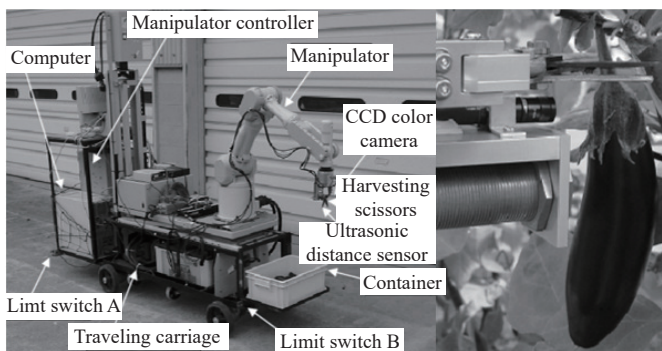 Manipulator controller
Computer
Manipulator
CCD color
camera
Harvesting
scissors
Ultrasonic
distance sensor
Container
Limt switch A
Traveling carriage
Limit switch B